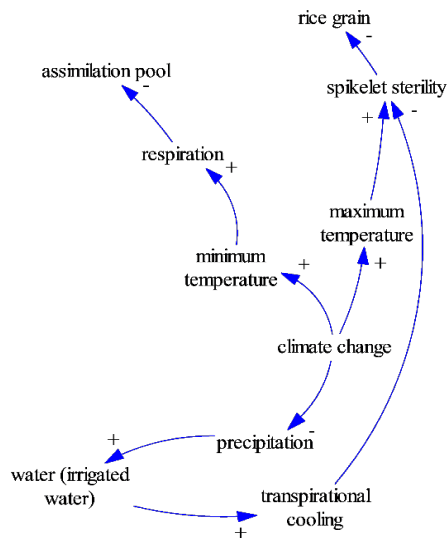 rice grain
-
assimilation pool
-
spikelet sterility
+
-
respiration
+
maximum
temperature
+
minimum
temperature
+
climate change
precipitation
-
+
water (irrigated
water)
+
transpirational
cooling